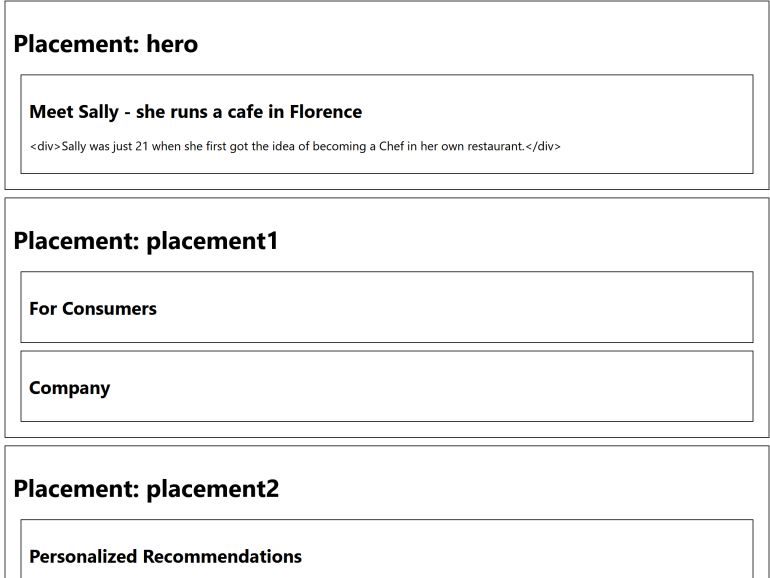 Placement: hero
Meet Sally - she runs a cafe in Florence
<div>Sally was just 21 when she first got the idea of becoming a Chef in her own restaurant.</div>
Placement: placement1
For Consumers
Company
Placement: placement2
Personalized Recommendations